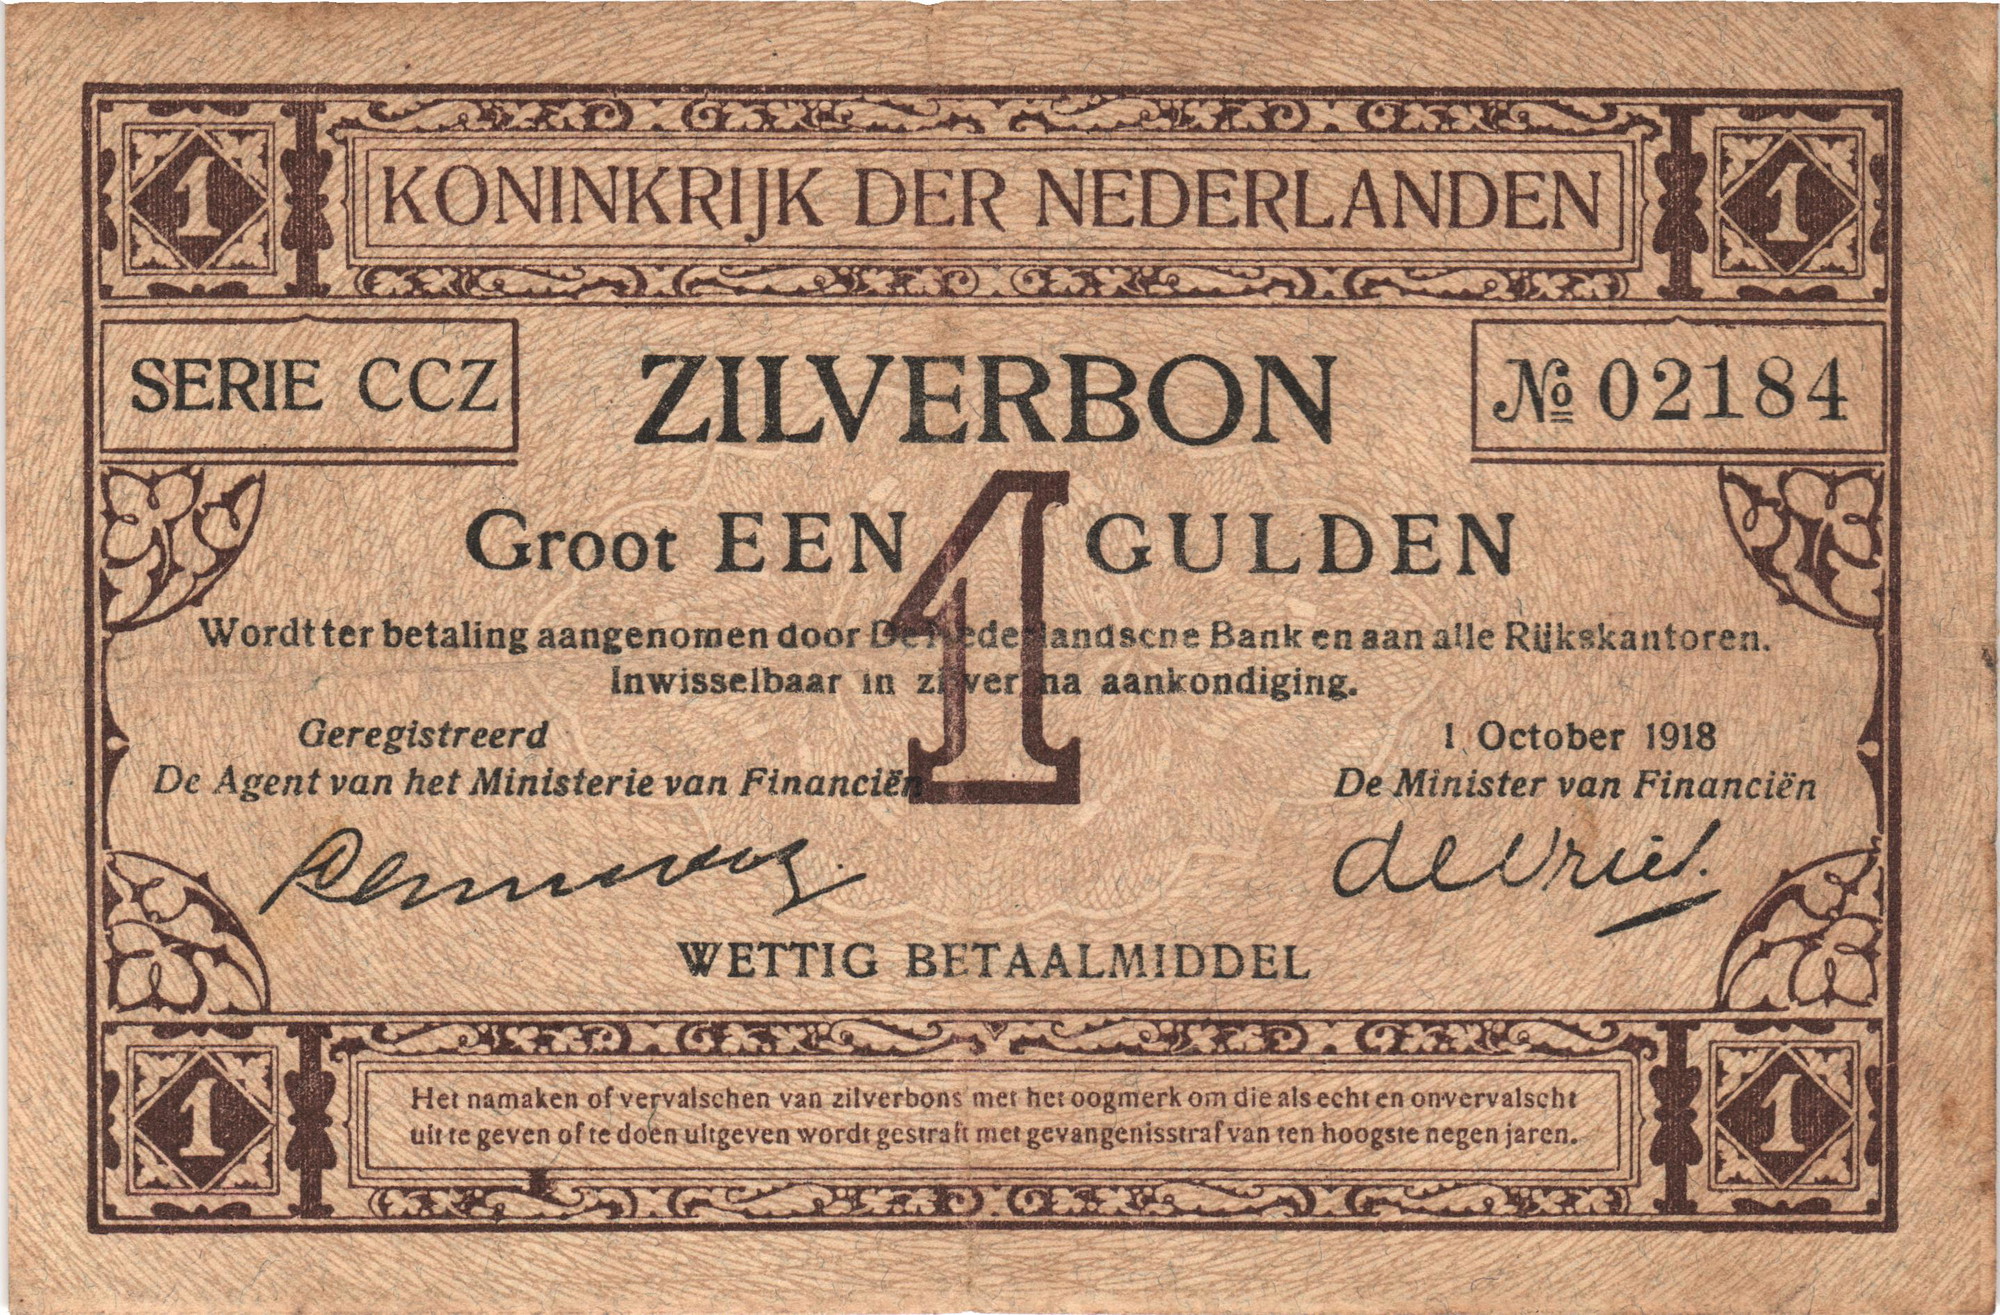 1 KONINKRIJK DER NEDERLANDEN 1
SERIE CCZ ZILVERBON № 02184
Groot EEN 1 GULDEN
Wordt ter betaling aangenomen door De Nederlandsche Bank en aan alle Rijkskantoren.
Inwisselbaar in zilver na aankondiging.
Geregistreerd
De Agent van het Ministerie van Financiën
1 October 1918
De Minister van Financiën
de Vries.
WETTIG BETAALMIDDEL
1 1
Het namaken of vervalschen van zilverbons met het oogmerk om die als echt en onvervalscht
uit te geven of te doen uitgeven wordt gestraft met gevangenisstraf van ten hoogste negen jaren.